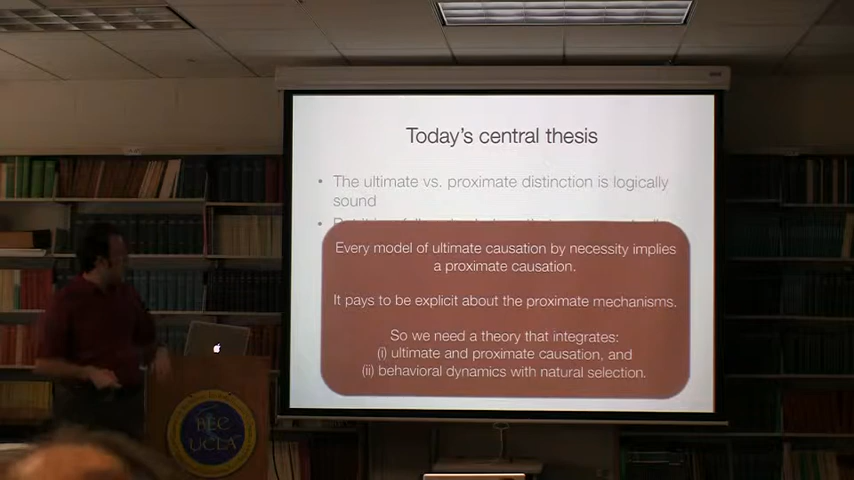 Today's central thesis
• The ultimate vs. proximate distinction is logically
sound
Every model of ultimate causation by necessity implies
a proximate causation.
It pays to be explicit about the proximate mechanisms.
So we need a theory that integrates:
(i) ultimate and proximate causation, and
(ii) behavioral dynamics with natural selection.
BEC
UCLA